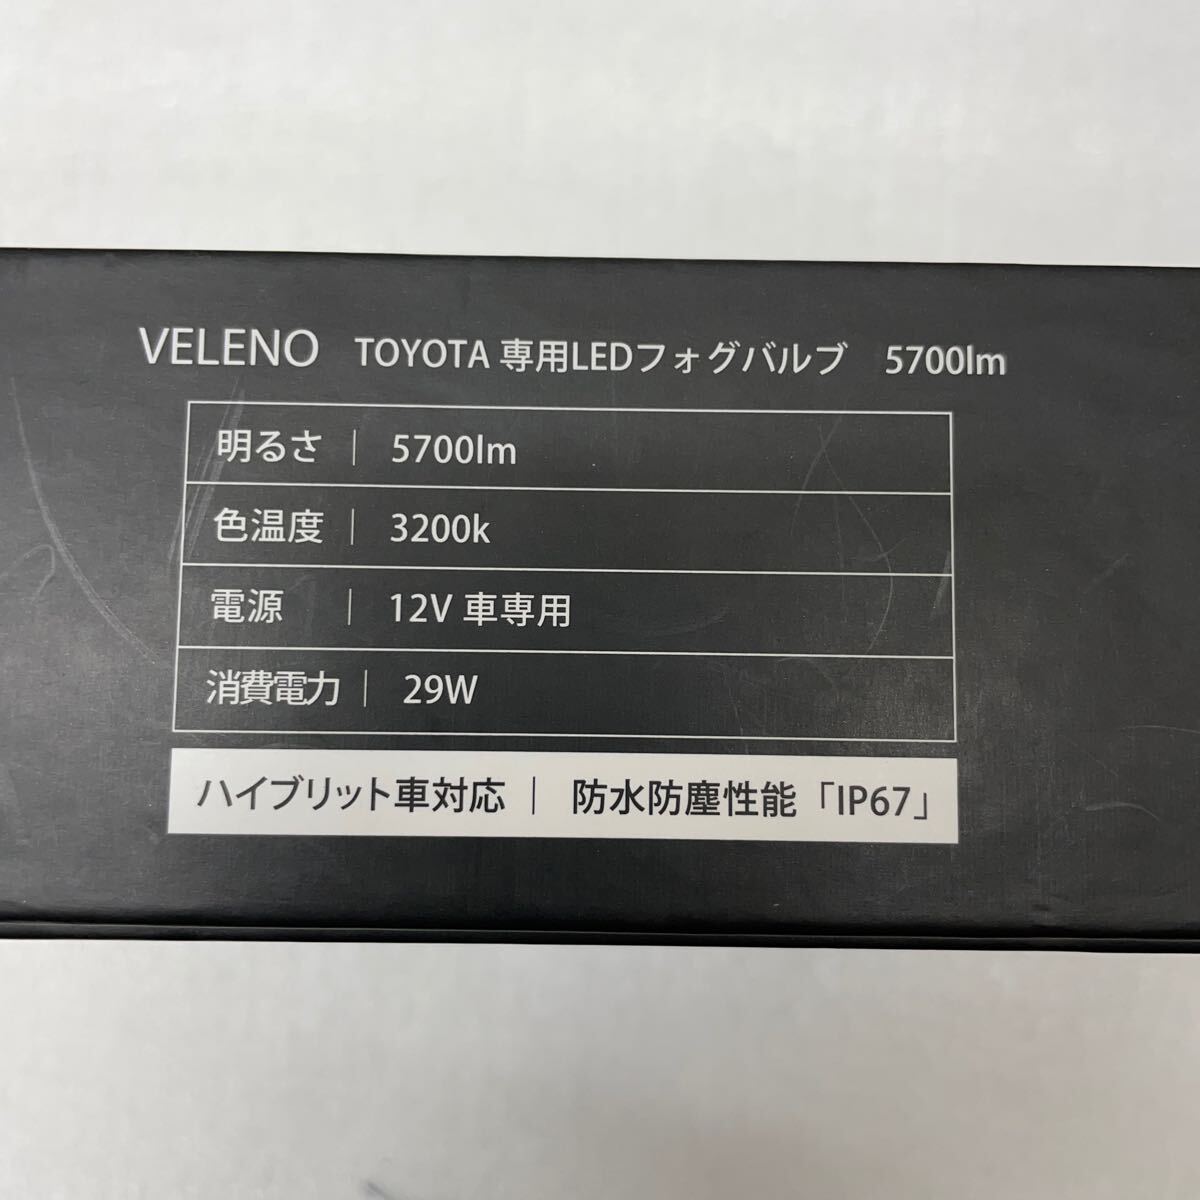 VELENO TOYOTA 専用LEDフォグバルブ 5700lm
明るさ | 5700lm
色温度 | 3200k
電源 | 12V 車専用
消費電力 | 29W
ハイブリット車対応 | 防水防塵性能「IP67」